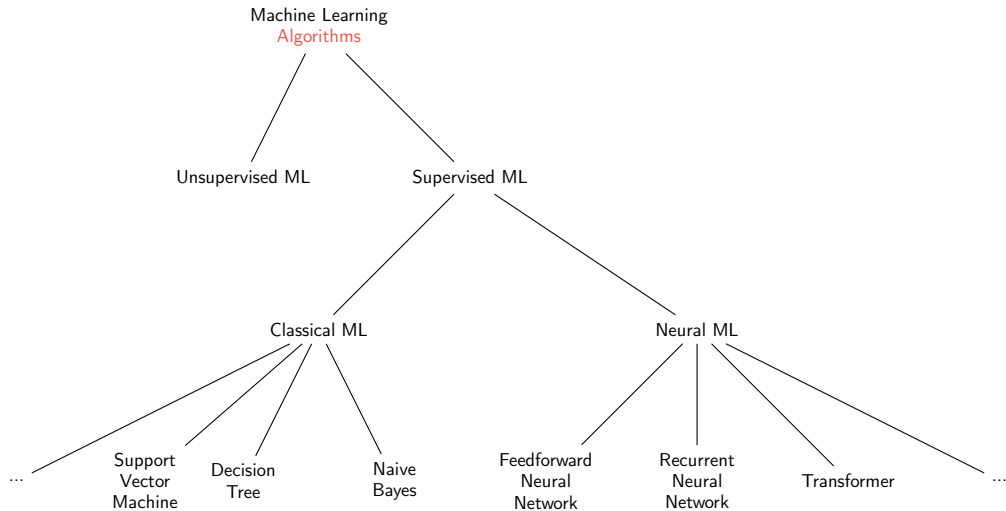 Machine Learning
Algorithms
Unsupervised ML
Supervised ML
Classical ML
Neural ML
...
Support
Vector
Machine
Decision
Tree
Naive
Bayes
Feedforward
Neural
Network
Recurrent
Neural
Network
Transformer
...